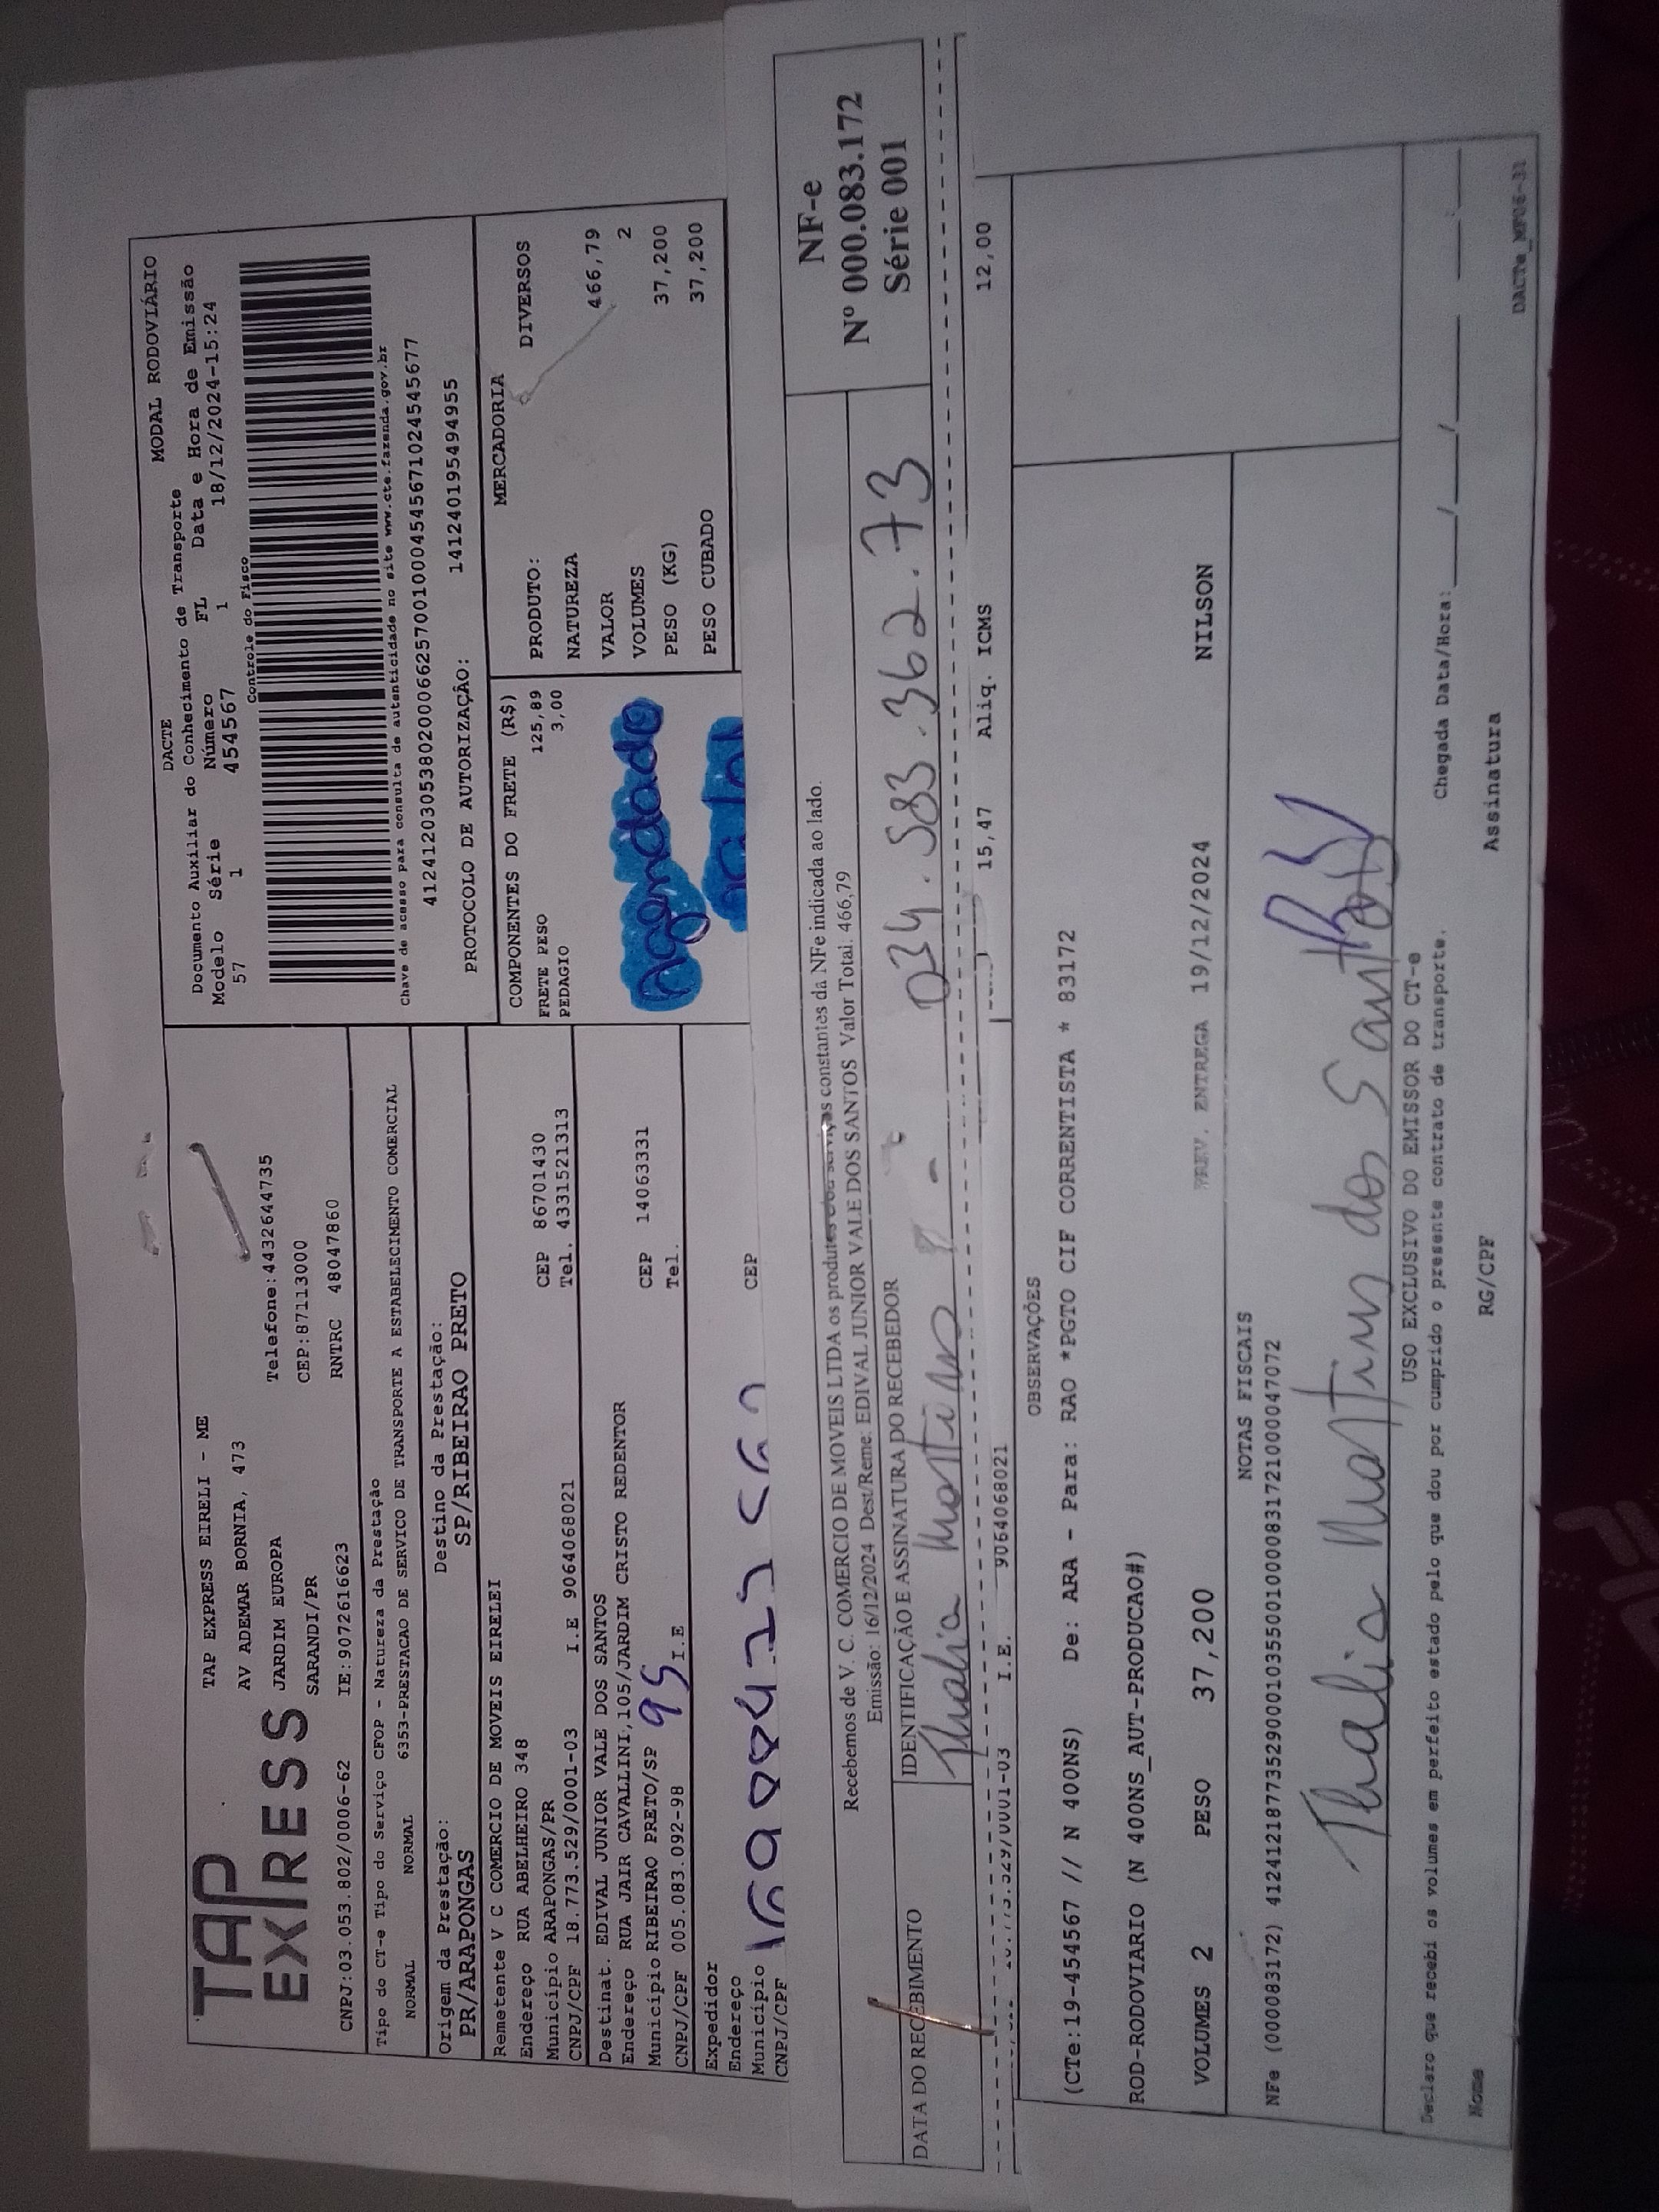 TAP EXPRESS
TAP EXPRESS EIRELI - ME
AV ADEMAR BORNIA, 473
JARDIM EUROPA Telefone:4432644735
SARANDI/PR CEP:87113000
CNPJ:03.053.802/0006-62 IE:9072616623 RNTRC 48047860
Tipo do CT-e Tipo do Serviço CFOP - Natureza da Prestação
NORMAL NORMAL 6353-PRESTACAO DE SERVICO DE TRANSPORTE A ESTABELECIMENTO COMERCIAL
Origem da Prestação: Destino da Prestação:
PR/ARAPONGAS SP/RIBEIRAO PRETO
DACTE MODAL RODOVIÁRIO
Documento Auxiliar do Conhecimento de Transporte
Modelo Série Número FL Data e Hora de Emissão
57 1 454567 1 18/12/2024-15:24
Controle do Fisco
Chave de acesso para consulta de autenticidade no site www.cte.fazenda.gov.br
41241203053802000662570010004545671024545677
PROTOCOLO DE AUTORIZAÇÃO: 141240195494955
Remetente V C COMERCIO DE MOVEIS EIRELEI
Endereço RUA ABELHEIRO 348 CEP 86701430
Município ARAPONGAS/PR Tel. 4331521313
CNPJ/CPF 18.773.529/0001-03 I.E 9064068021
Destinat. EDIVAL JUNIOR VALE DOS SANTOS
Endereço RUA JAIR CAVALLINI,105/JARDIM CRISTO REDENTOR
Município RIBEIRAO PRETO/SP 95 CEP 14063331
CNPJ/CPF 005.083.092-98 I.E Tel.
Expedidor
Endereço
Município CEP
CNPJ/CPF
COMPONENTES DO FRETE (R$)
FRETE PESO 125,89
PEDAGIO 3,00
Agendado
MERCADORIA
PRODUTO: DIVERSOS
NATUREZA
VALOR 466,79
VOLUMES 2
PESO (KG) 37,200
PESO CUBADO 37,200
Recebemos de V. C. COMERCIO DE MOVEIS LTDA os produtos e/ou serviços constantes da NFe indicada ao lado.
Emissão: 16/12/2024 Dest/Reme: EDIVAL JUNIOR VALE DOS SANTOS Valor Total: 466,79
DATA DO RECEBIMENTO IDENTIFICAÇÃO E ASSINATURA DO RECEBEDOR
Thalia Martins - 034.583.362.73
NF-e
Nº 000.083.172
Série 001
I.E. 9064068021 15,47 Aliq. ICMS 12,00
OBSERVAÇÕES
(CTe:19-454567 // N 400NS) De: ARA - Para: RAO *PGTO CIF CORRENTISTA * 83172
ROD-RODOVIARIO (N 400NS_AUT-PRODUCAO#)
VOLUMES 2 PESO 37,200 PREV. ENTREGA 19/12/2024 NILSON
NOTAS FISCAIS
NFe (000083172) 41241218773529000103550010000831721000047072
Thalia Martins dos Santos
USO EXCLUSIVO DO EMISSOR DO CT-e
Declaro que recebi os volumes em perfeito estado pelo que dou por cumprido o presente contrato de transporte.
Chegada Data/Hora: ___/___/___ ___:___
Nome RG/CPF Assinatura
DACTe_MF06-31